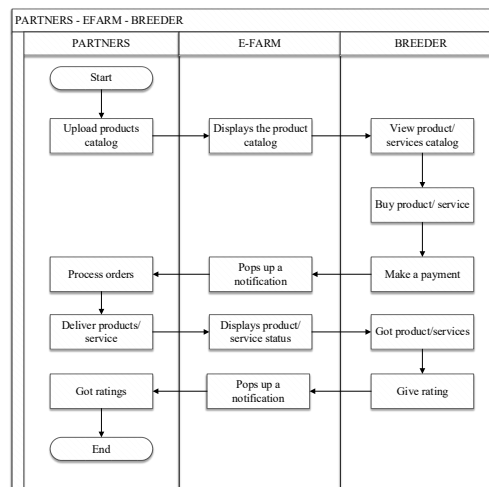 PARTNERS - EFARM - BREEDER
PARTNERS
E-FARM
BREEDER
Start
Upload products
catalog
Displays the product
catalog
View product/
services catalog
Buy product/ service
Process orders
Pops up a
notification
Make a payment
Deliver products/
service
Displays product/
service status
Got product/services
Got ratings
Pops up a
notification
Give rating
End